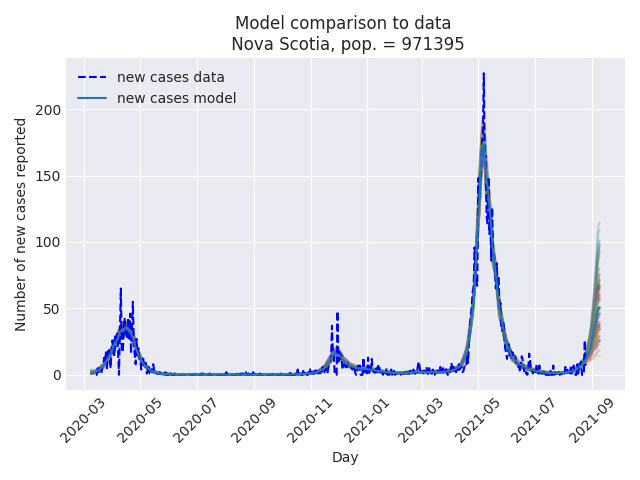 Model comparison to data
Nova Scotia, pop. = 971395
new cases data
new cases model
Number of new cases reported
200
150
100
50
0
2020-03
2020-05
2020-07
2020-09
2020-11
2021-01
2021-03
2021-05
2021-07
2021-09
Day